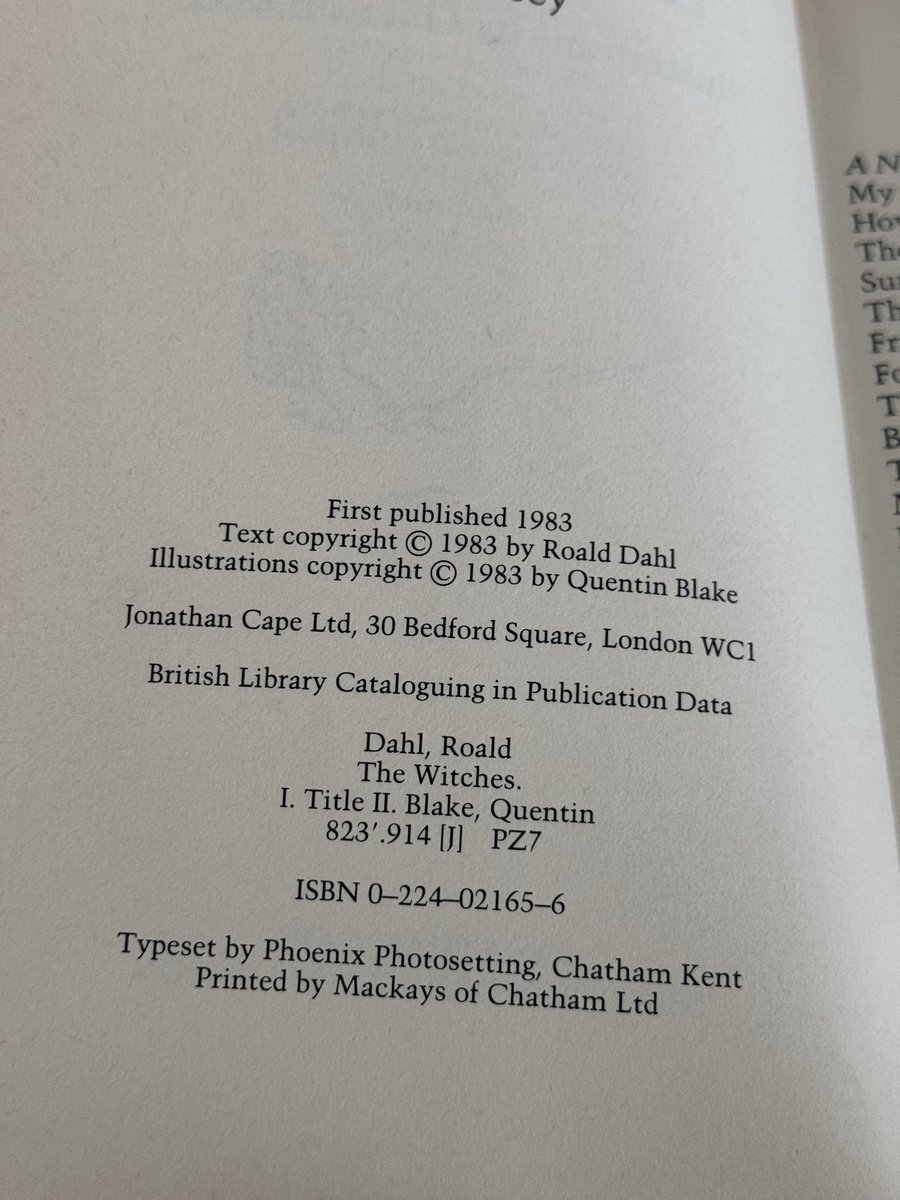 First published 1983
Text copyright © 1983 by Roald Dahl
Illustrations copyright © 1983 by Quentin Blake
Jonathan Cape Ltd, 30 Bedford Square, London WC1
British Library Cataloguing in Publication Data
Dahl, Roald
The Witches.
I. Title II. Blake, Quentin
823′.914 [J] PZ7
ISBN 0–224–02165–6
Typeset by Phoenix Photosetting, Chatham Kent
Printed by Mackays of Chatham Ltd
A N
My